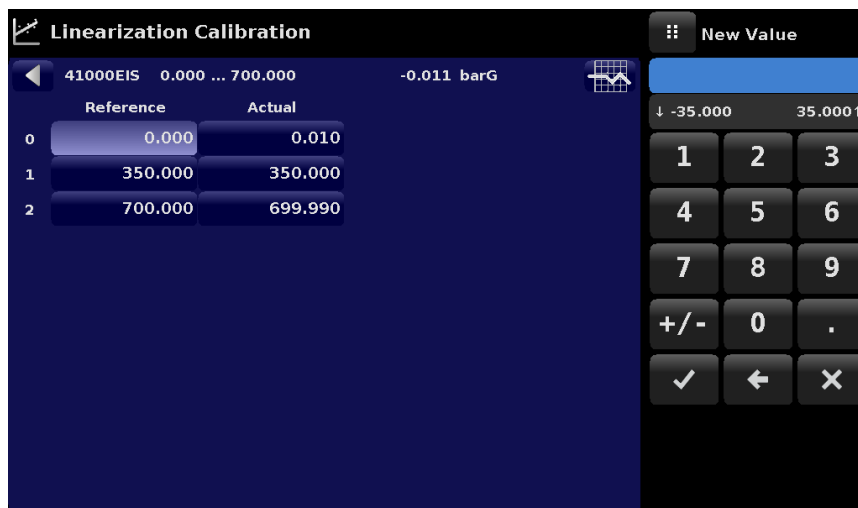 Linearization Calibration
New Value
41000EIS 0.000 ... 700.000 -0.011 barG
Reference Actual
0 0.000 0.010
1 350.000 350.000
2 700.000 699.990
↓ -35.000 35.000↑
1 2 3
4 5 6
7 8 9
+/- 0 .